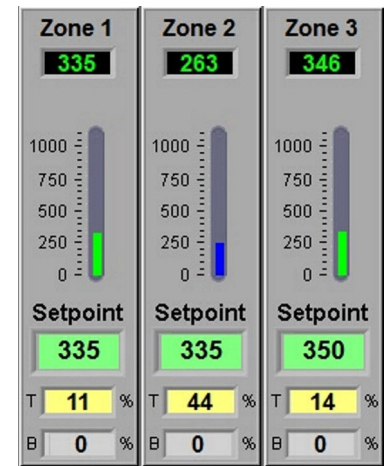 Zone 1
335
1000
750
500
250
0
Setpoint
335
T 11 %
B 0 %
Zone 2
263
1000
750
500
250
0
Setpoint
335
T 44 %
B 0 %
Zone 3
346
1000
750
500
250
0
Setpoint
350
T 14 %
B 0 %